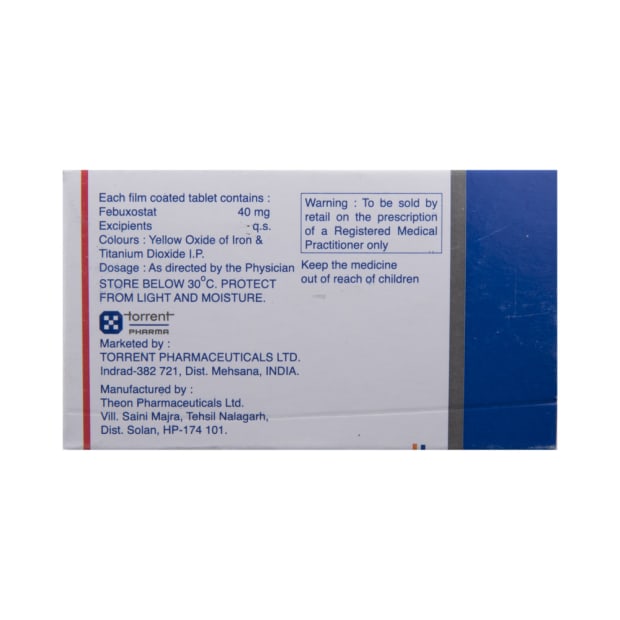 Each film coated tablet contains :
Febuxostat 40 mg
Excipients - q.s.
Colours : Yellow Oxide of Iron &
Titanium Dioxide I.P.
Dosage : As directed by the Physician
STORE BELOW 30°C. PROTECT
FROM LIGHT AND MOISTURE.
torrent
PHARMA
Marketed by :
TORRENT PHARMACEUTICALS LTD.
Indrad-382 721, Dist. Mehsana, INDIA.
Manufactured by :
Theon Pharmaceuticals Ltd.
Vill. Saini Majra, Tehsil Nalagarh,
Dist. Solan, HP-174 101.
Warning : To be sold by
retail on the prescription
of a Registered Medical
Practitioner only
Keep the medicine
out of reach of children